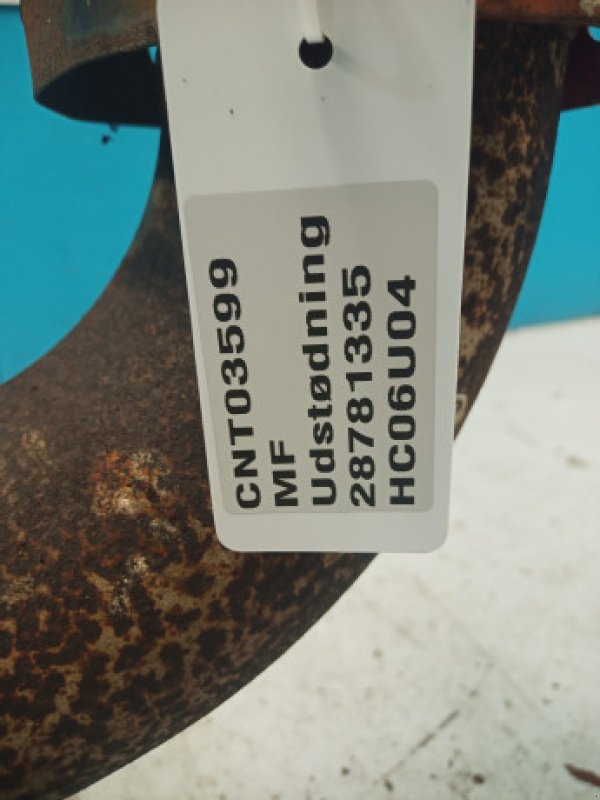 CNT03599
MF
Udstødning
28781335
HC06U04